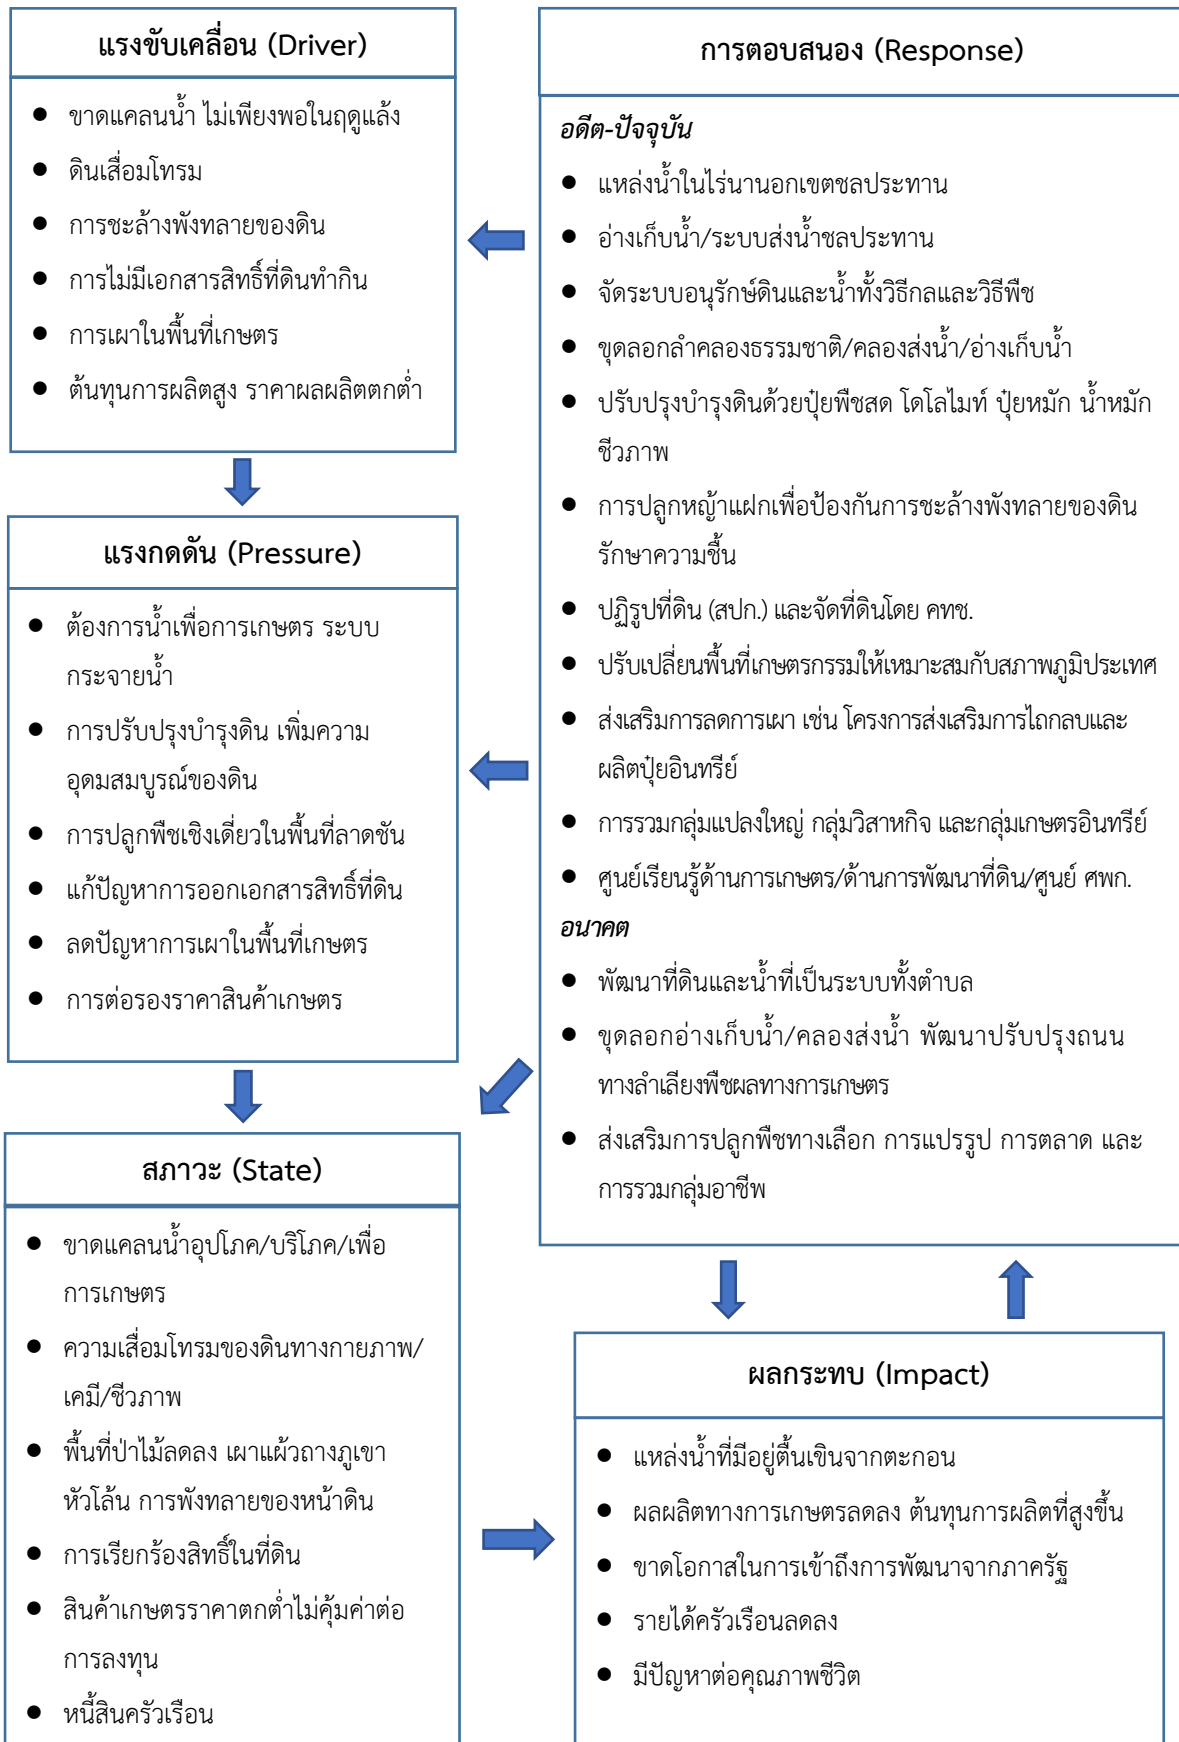 แรงขับเคลื่อน (Driver)
● ขาดแคลนน้ำ ไม่เพียงพอในฤดูแล้ง
● ดินเสื่อมโทรม
● การชะล้างพังทลายของดิน
● การไม่มีเอกสารสิทธิ์ที่ดินทำกิน
● การเผาในพื้นที่เกษตร
● ต้นทุนการผลิตสูง ราคาผลผลิตตกต่ำ
แรงกดดัน (Pressure)
● ต้องการน้ำเพื่อการเกษตร ระบบ
กระจายน้ำ
● การปรับปรุงบำรุงดิน เพิ่มความ
อุดมสมบูรณ์ของดิน
● การปลูกพืชเชิงเดี่ยวในพื้นที่ลาดชัน
● แก้ปัญหาการออกเอกสารสิทธิ์ที่ดิน
● ลดปัญหาการเผาในพื้นที่เกษตร
● การต่อรองราคาสินค้าเกษตร
สภาวะ (State)
● ขาดแคลนน้ำอุปโภค/บริโภค/เพื่อ
การเกษตร
● ความเสื่อมโทรมของดินทางกายภาพ/
เคมี/ชีวภาพ
● พื้นที่ป่าไม้ลดลง เผาแผ้วถางภูเขา
หัวโล้น การพังทลายของหน้าดิน
● การเรียกร้องสิทธิ์ในที่ดิน
● สินค้าเกษตรราคาตกต่ำไม่คุ้มค่าต่อ
การลงทุน
● หนี้สินครัวเรือน
การตอบสนอง (Response)
อดีต-ปัจจุบัน
● แหล่งน้ำในไร่นานอกเขตชลประทาน
● อ่างเก็บน้ำ/ระบบส่งน้ำชลประทาน
● จัดระบบอนุรักษ์ดินและน้ำทั้งวิธีกลและวิธีพืช
● ขุดลอกลำคลองธรรมชาติ/คลองส่งน้ำ/อ่างเก็บน้ำ
● ปรับปรุงบำรุงดินด้วยปุ๋ยพืชสด โดโลไมท์ ปุ๋ยหมัก น้ำหมัก
ชีวภาพ
● การปลูกหญ้าแฝกเพื่อป้องกันการชะล้างพังทลายของดิน
รักษาความชื้น
● ปฏิรูปที่ดิน (สปก.) และจัดที่ดินโดย คทช.
● ปรับเปลี่ยนพื้นที่เกษตรกรรมให้เหมาะสมกับสภาพภูมิประเทศ
● ส่งเสริมการลดการเผา เช่น โครงการส่งเสริมการไถกลบและ
ผลิตปุ๋ยอินทรีย์
● การรวมกลุ่มแปลงใหญ่ กลุ่มวิสาหกิจ และกลุ่มเกษตรอินทรีย์
● ศูนย์เรียนรู้ด้านการเกษตร/ด้านการพัฒนาที่ดิน/ศูนย์ ศพก.
อนาคต
● พัฒนาที่ดินและน้ำที่เป็นระบบทั้งตำบล
● ขุดลอกอ่างเก็บน้ำ/คลองส่งน้ำ พัฒนาปรับปรุงถนน
ทางลำเลียงพืชผลทางการเกษตร
● ส่งเสริมการปลูกพืชทางเลือก การแปรรูป การตลาด และ
การรวมกลุ่มอาชีพ
ผลกระทบ (Impact)
● แหล่งน้ำที่มีอยู่ตื้นเขินจากตะกอน
● ผลผลิตทางการเกษตรลดลง ต้นทุนการผลิตที่สูงขึ้น
● ขาดโอกาสในการเข้าถึงการพัฒนาจากภาครัฐ
● รายได้ครัวเรือนลดลง
● มีปัญหาต่อคุณภาพชีวิต